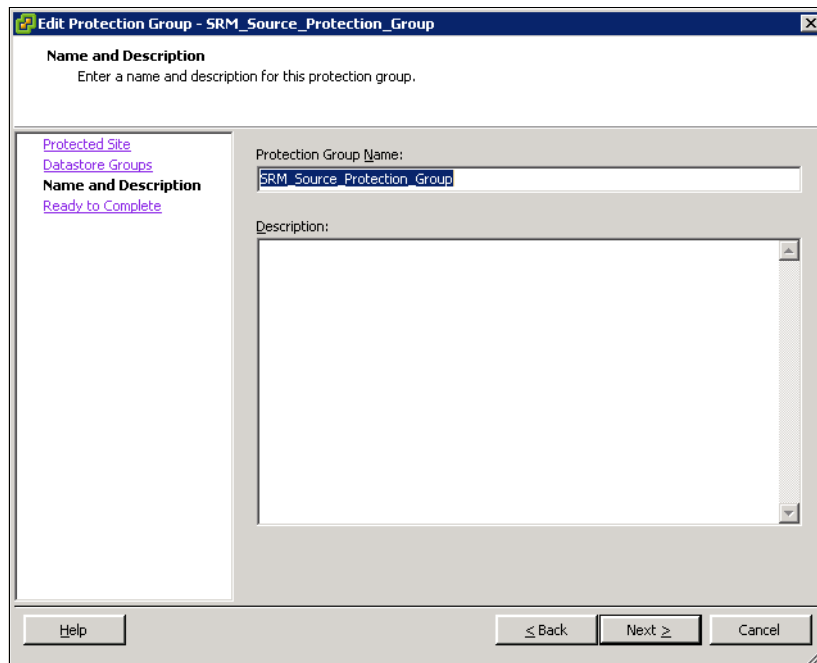 Edit Protection Group - SRM_Source_Protection_Group
Name and Description
Enter a name and description for this protection group.
Protected Site
Datastore Groups
Name and Description
Ready to Complete
Protection Group Name:
SRM_Source_Protection_Group
Description:
Help
< Back
Next >
Cancel